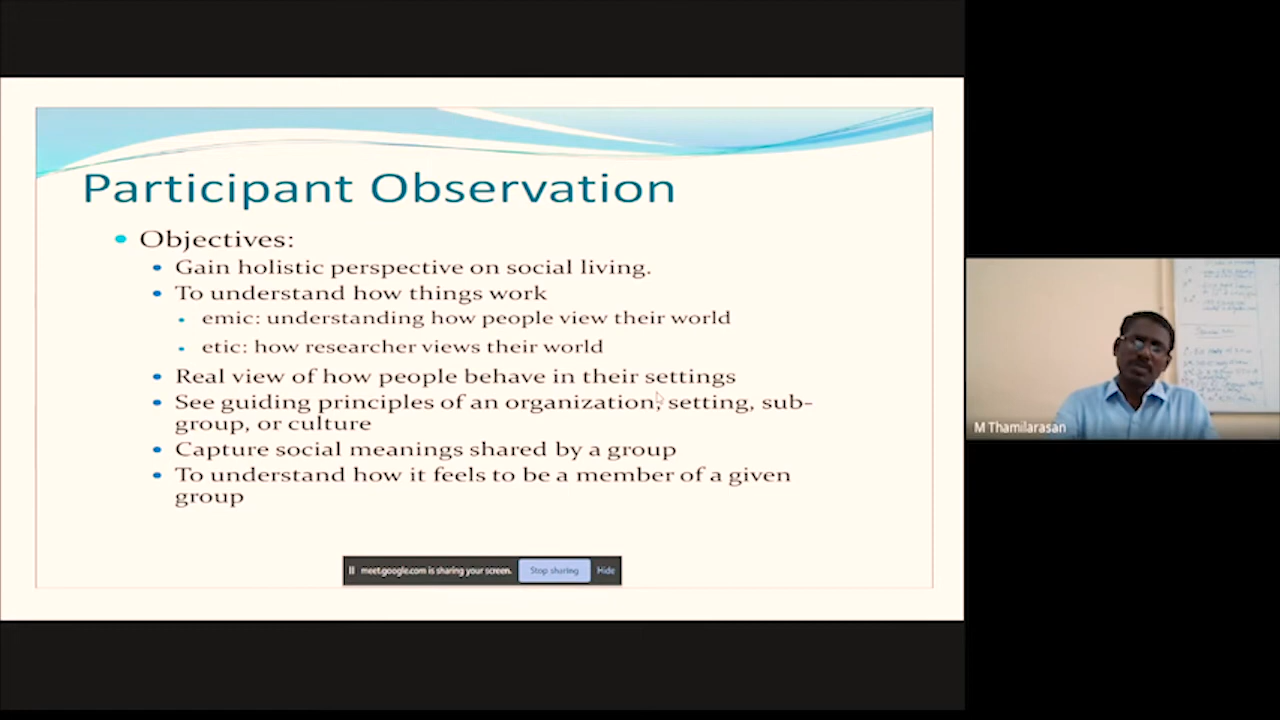 Participant Observation
Objectives:
Gain holistic perspective on social living.
To understand how things work
emic: understanding how people view their world
etic: how researcher views their world
Real view of how people behave in their settings
See guiding principles of an organization, setting, sub-
group, or culture
Capture social meanings shared by a group
To understand how it feels to be a member of a given
group
meet.google.com is sharing your screen.
Stop sharing
Hide
M Thamilarasan